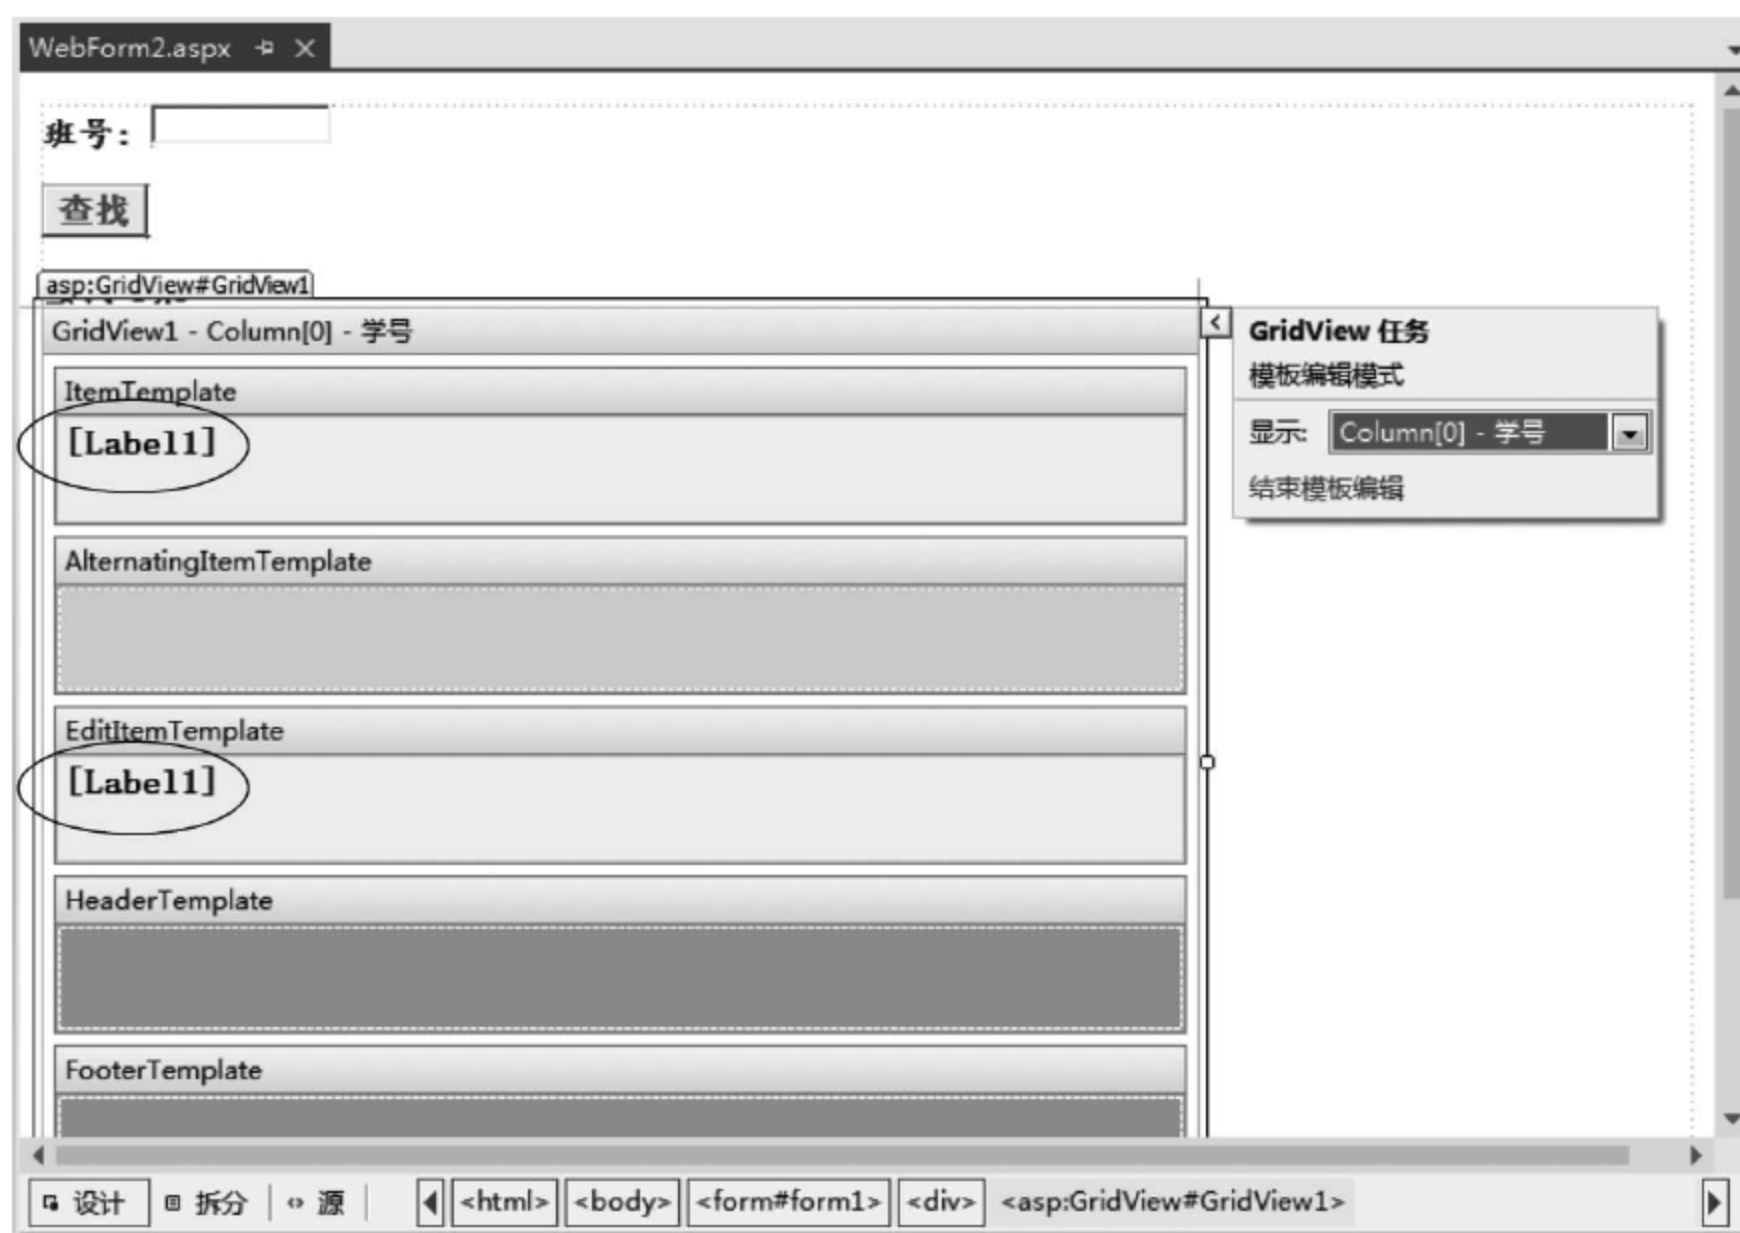 WebForm2.aspx
班号:
查找
asp:GridView#GridView1
GridView1 - Column[0] - 学号
GridView 任务
模板编辑模式
显示: Column[0] - 学号
结束模板编辑
ItemTemplate
[Label1]
AlternatingItemTemplate
EditItemTemplate
[Label1]
HeaderTemplate
FooterTemplate
设计 拆分 源 <html> <body> <form#form1> <div> <asp:GridView#GridView1>